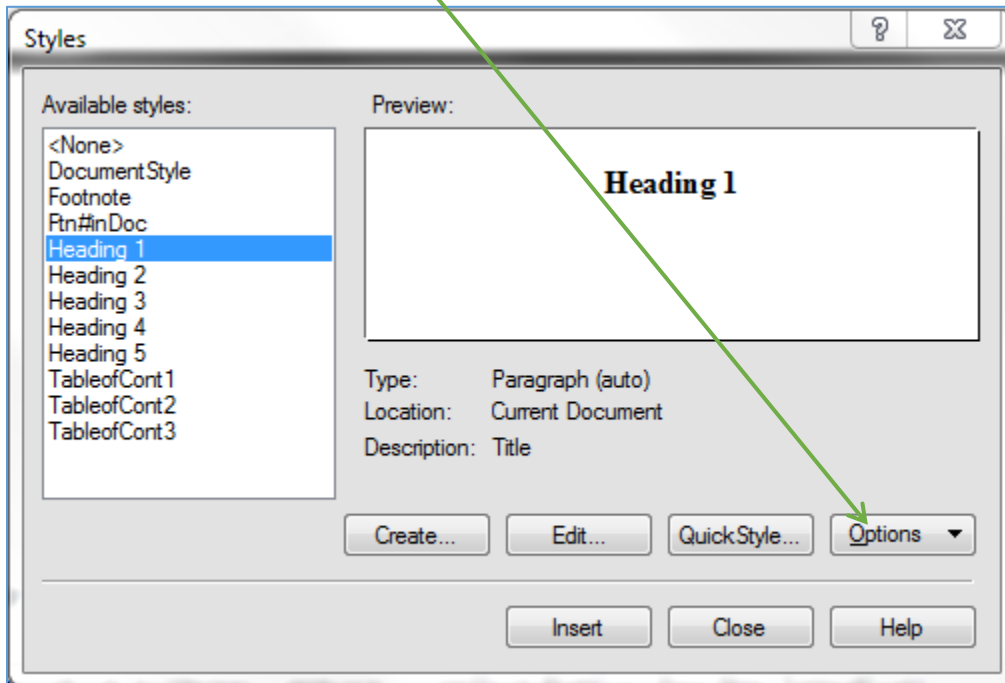 Styles
Available styles:
<None>
DocumentStyle
Footnote
Ftn#inDoc
Heading 1
Heading 2
Heading 3
Heading 4
Heading 5
TableofCont1
TableofCont2
TableofCont3
Preview:
Heading 1
Type: Paragraph (auto)
Location: Current Document
Description: Title
Create... Edit... QuickStyle... Options
Insert Close Help